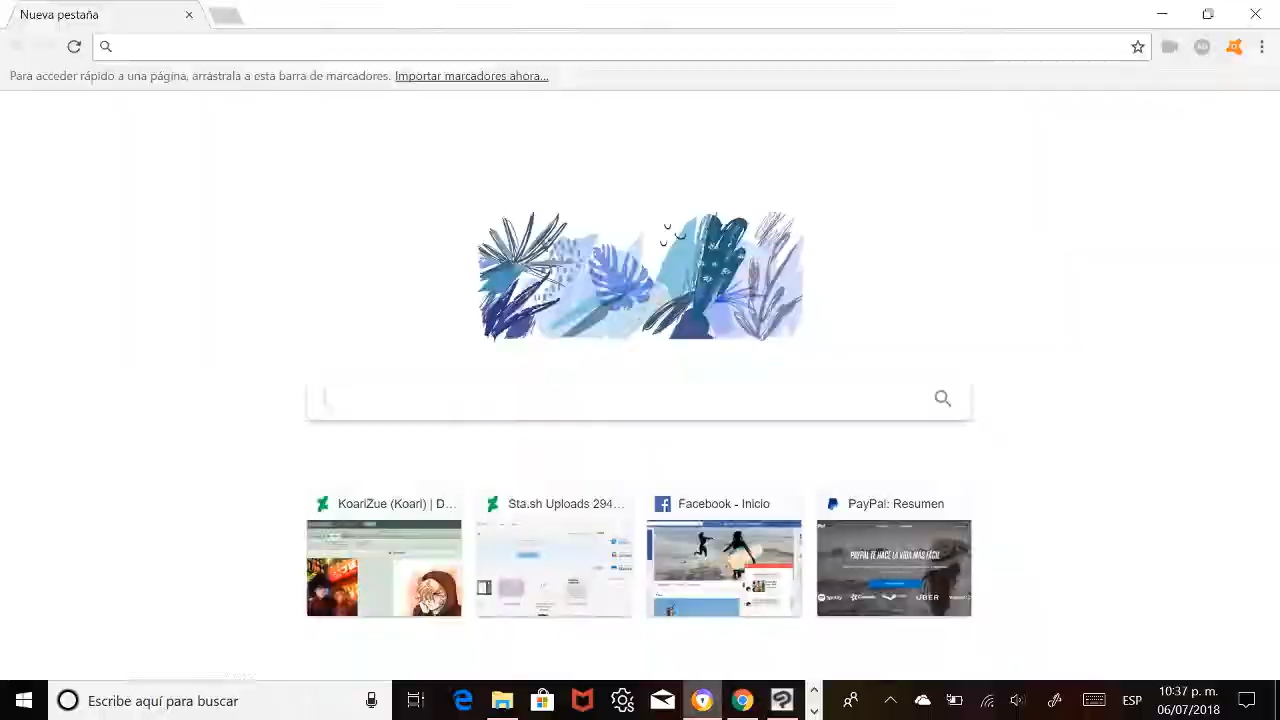 Nueva pestaña
Para acceder rápido a una página, arrástrala a esta barra de marcadores. Importar marcadores ahora...
KoariZue (Koari) | D...
Sta.sh Uploads 294...
Facebook - Inicio
PayPal: Resumen
PAYPAL TE HACE LA VIDA MÁS FÁCIL
Spotify
UBER
Escribe aquí para buscar
ESP
10:37 p. m.
06/07/2018